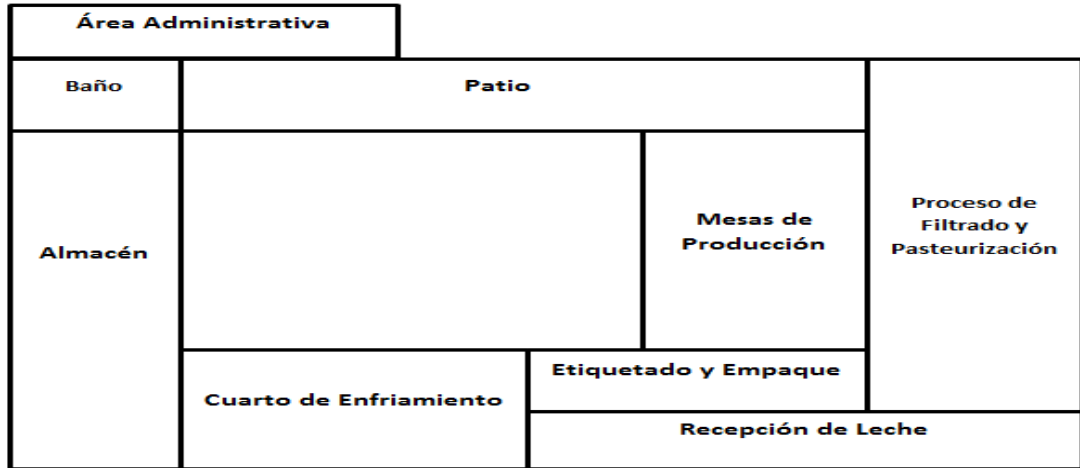 Área Administrativa
Baño
Patio
Almacén
Mesas de
Producción
Proceso de
Filtrado y
Pasteurización
Cuarto de Enfriamiento
Etiquetado y Empaque
Recepción de Leche